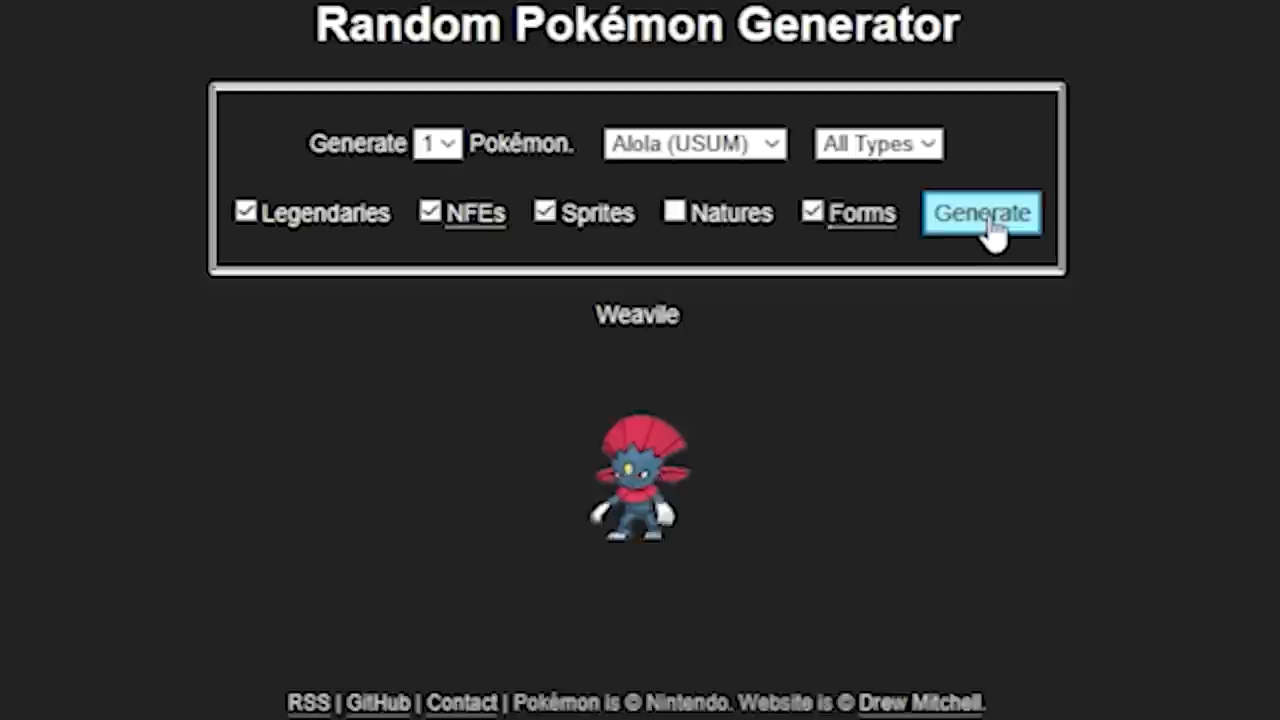 Random Pokémon Generator
Generate 1 Pokémon. Alola (USUM) All Types
Legendaries NFEs Sprites Natures Forms Generate
Weavile
RSS | GitHub | Contact | Pokémon is © Nintendo. Website is © Drew Mitchell.